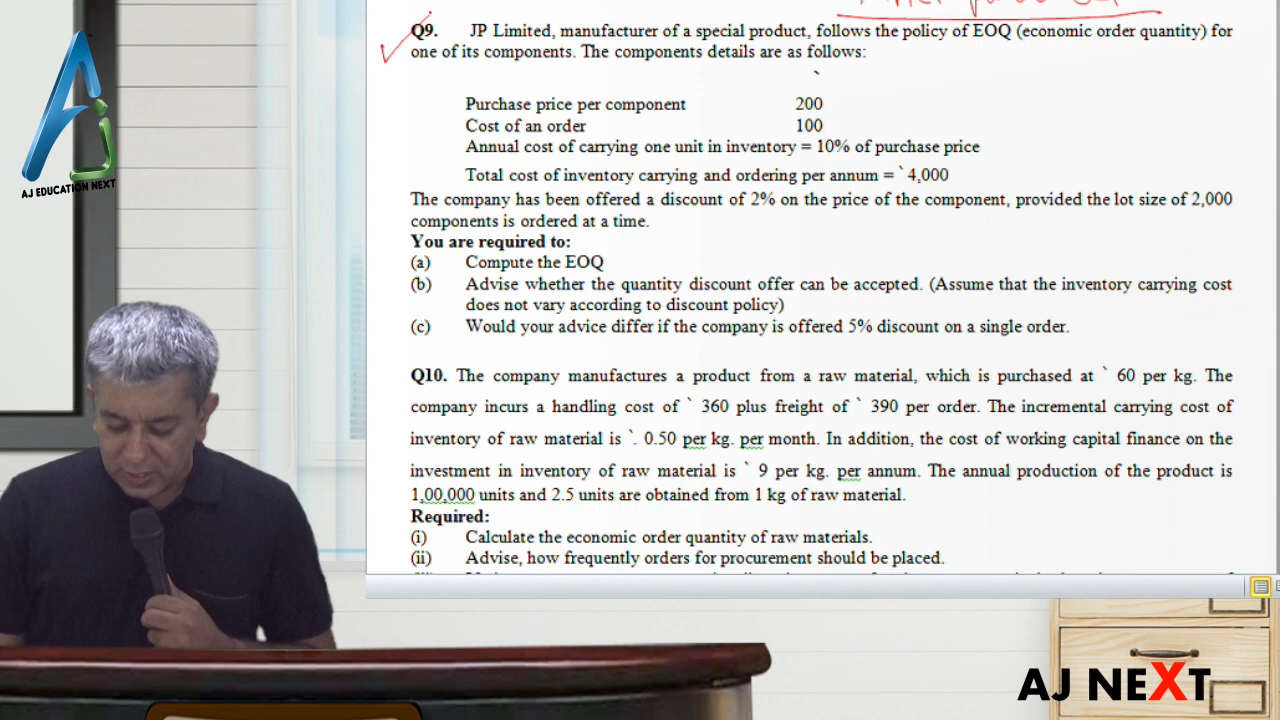 Q9. JP Limited, manufacturer of a special product, follows the policy of EOQ (economic order quantity) for
one of its components. The components details are as follows:
`
Purchase price per component 200
Cost of an order 100
Annual cost of carrying one unit in inventory = 10% of purchase price
Total cost of inventory carrying and ordering per annum = ` 4,000
The company has been offered a discount of 2% on the price of the component, provided the lot size of 2,000
components is ordered at a time.
You are required to:
(a) Compute the EOQ
(b) Advise whether the quantity discount offer can be accepted. (Assume that the inventory carrying cost
does not vary according to discount policy)
(c) Would your advice differ if the company is offered 5% discount on a single order.
Q10. The company manufactures a product from a raw material, which is purchased at ` 60 per kg. The
company incurs a handling cost of ` 360 plus freight of ` 390 per order. The incremental carrying cost of
inventory of raw material is `. 0.50 per kg. per month. In addition, the cost of working capital finance on the
investment in inventory of raw material is ` 9 per kg. per annum. The annual production of the product is
1,00,000 units and 2.5 units are obtained from 1 kg of raw material.
Required:
(i) Calculate the economic order quantity of raw materials.
(ii) Advise, how frequently orders for procurement should be placed.
AJ EDUCATION NEXT
AJ NEXT